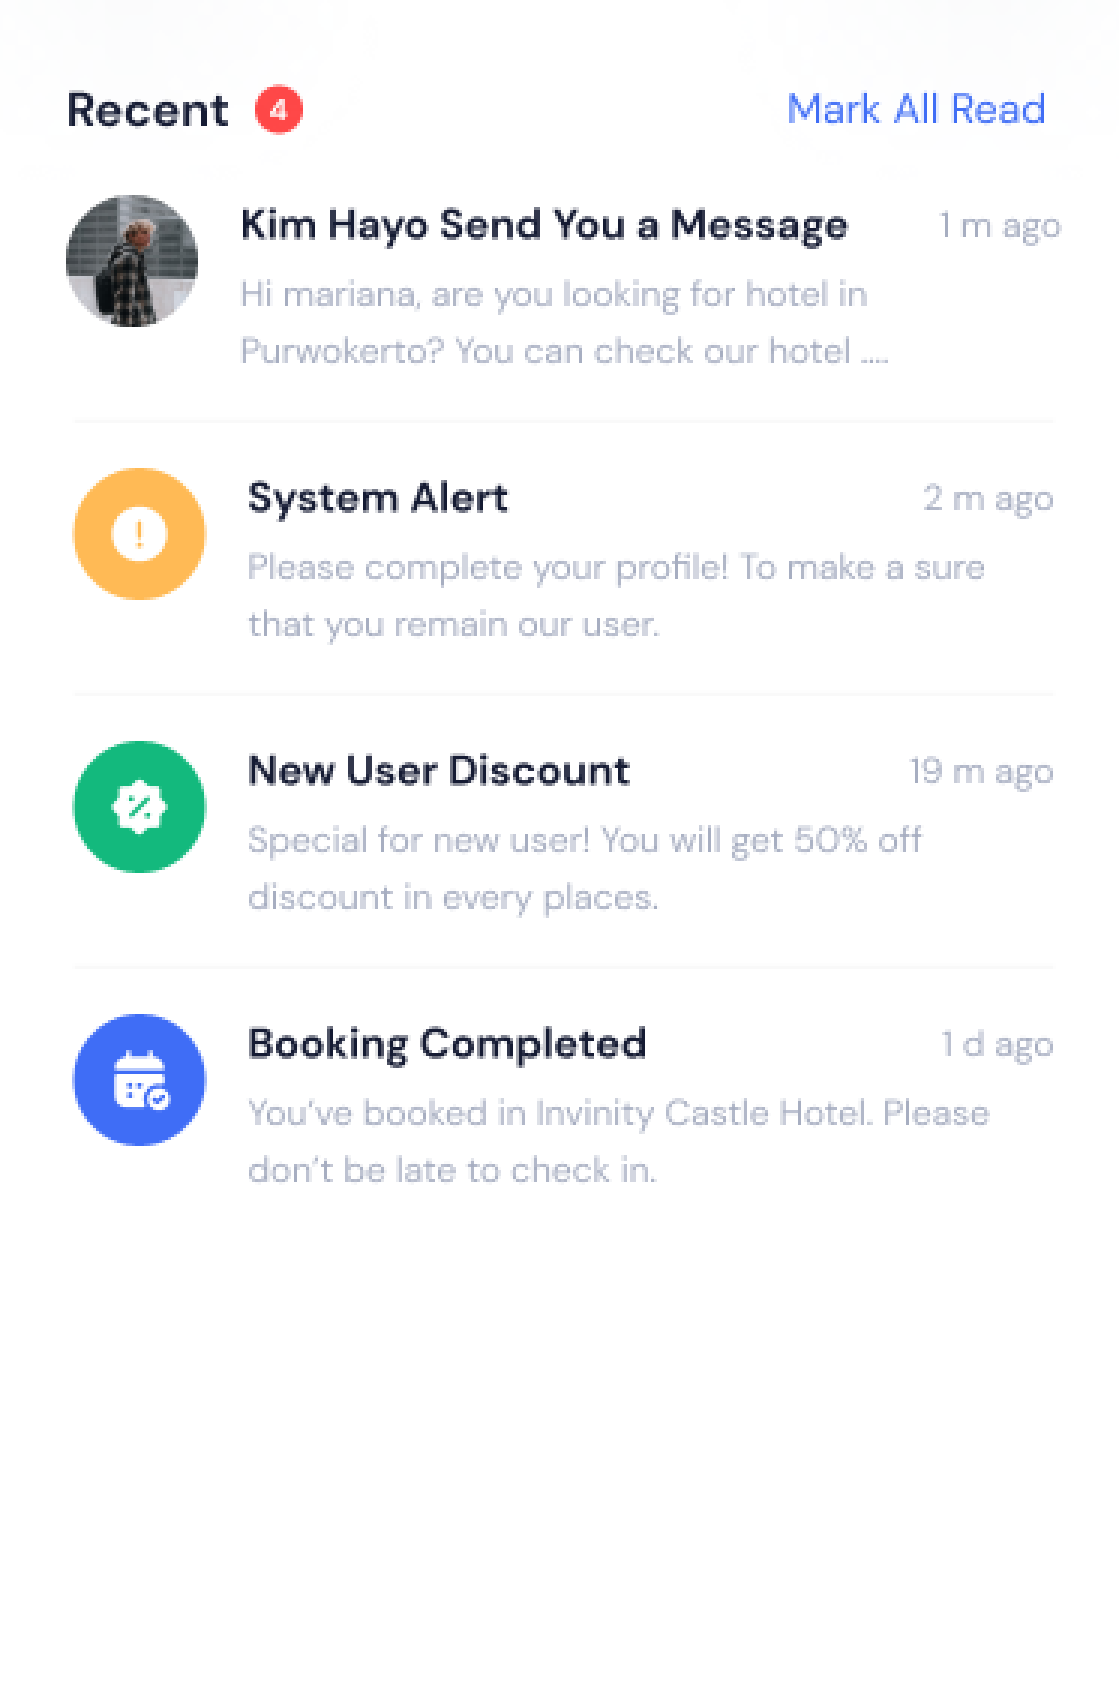 Recent 4 Mark All Read
Kim Hayo Send You a Message 1 m ago
Hi mariana, are you looking for hotel in
Purwokerto? You can check our hotel ....
System Alert 2 m ago
Please complete your profile! To make a sure
that you remain our user.
New User Discount 19 m ago
Special for new user! You will get 50% off
discount in every places.
Booking Completed 1 d ago
You’ve booked in Invinity Castle Hotel. Please
don’t be late to check in.